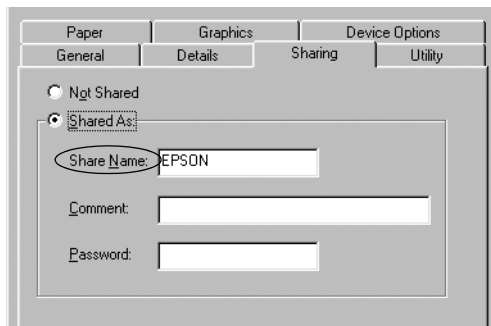 Paper Graphics Device Options
General Details Sharing Utility
Not Shared
Shared As:
Share Name: EPSON
Comment:
Password: